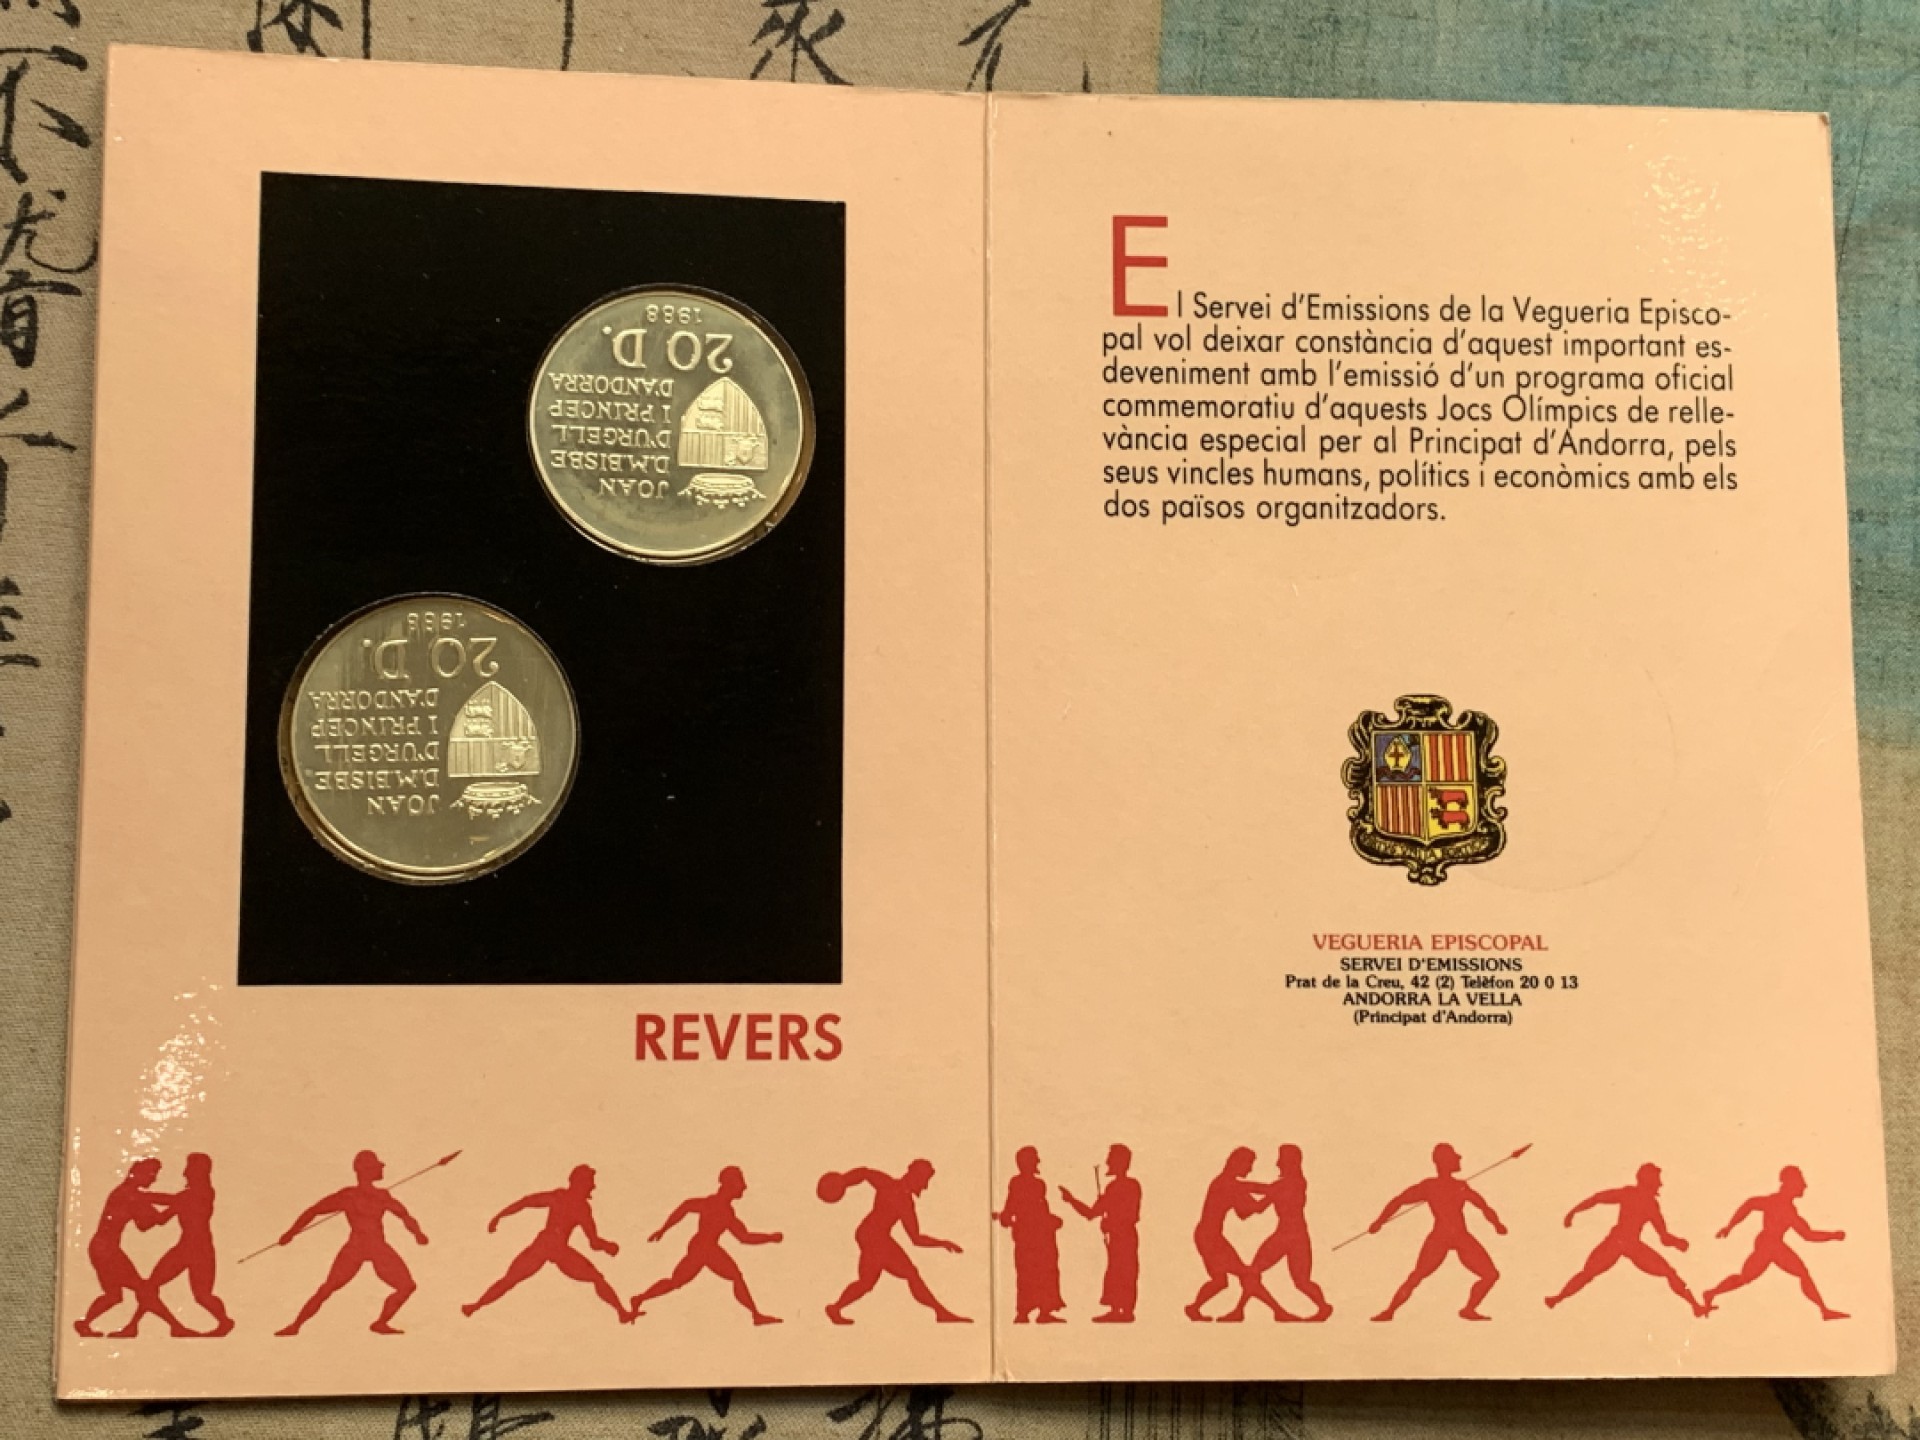 1988
20 D.
D'ANDORRA
I PRINCEP
D'URGELL
D.M.BISBE
JOAN
1988
20 D.
D'ANDORRA
I PRINCEP
D'URGELL
D.M.BISBE
JOAN
REVERS
El Servei d'Emissions de la Vegueria Episco-
pal vol deixar constància d'aquest important es-
deveniment amb l'emissió d'un programa oficial
commemoratiu d'aquests Jocs Olímpics de relle-
vància especial per al Principat d'Andorra, pels
seus vincles humans, polítics i econòmics amb els
dos països organitzadors.
VEGUERIA EPISCOPAL
SERVEI D'EMISSIONS
Prat de la Creu, 42 (2) Telèfon 20 0 13
ANDORRA LA VELLA
(Principat d'Andorra)